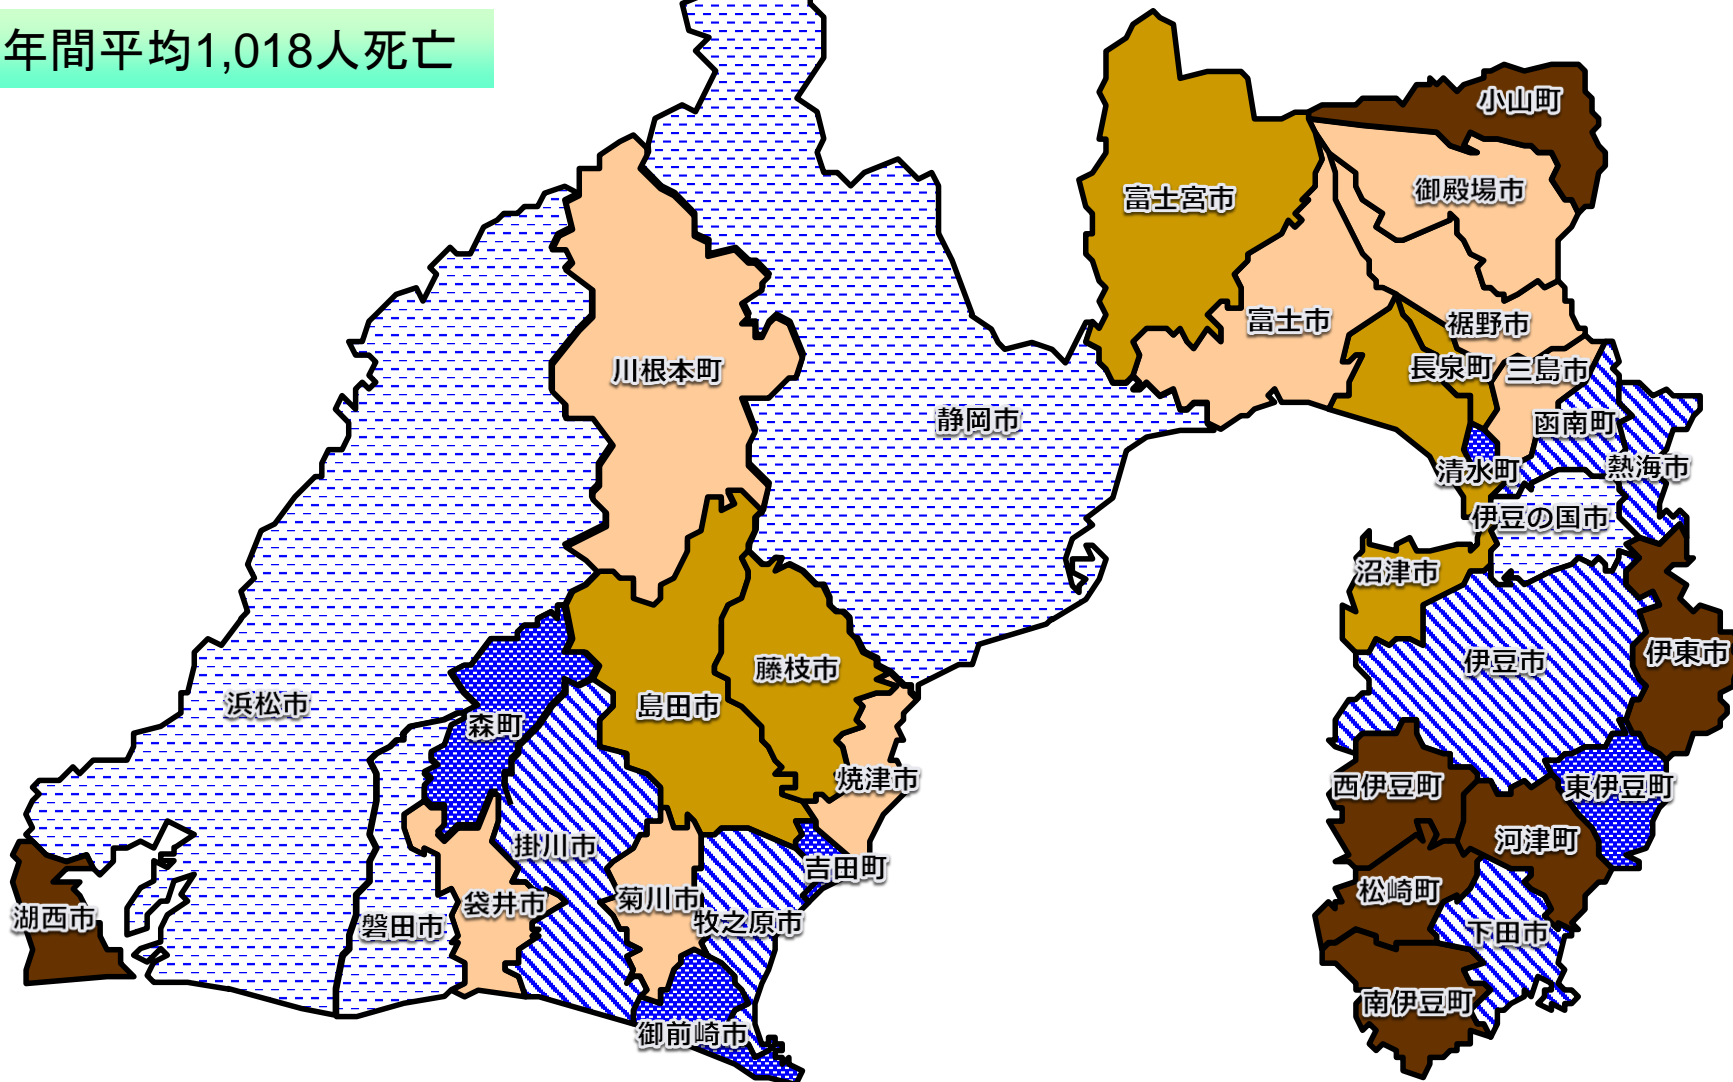 年間平均1,018人死亡
小山町
御殿場市
富士宮市
富士市
裾野市
川根本町
長泉町
三島市
静岡市
函南町
清水町
熱海市
伊豆の国市
沼津市
伊豆市
伊東市
藤枝市
島田市
浜松市
森町
焼津市
西伊豆町
東伊豆町
掛川市
河津町
吉田町
松崎町
菊川市
袋井市
湖西市
磐田市
牧之原市
下田市
南伊豆町
御前崎市